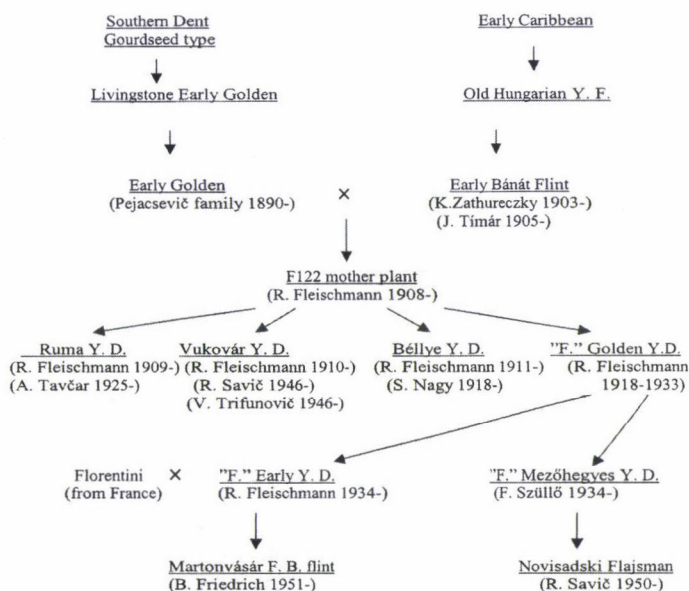 Southern Dent
Gourdseed type
Early Caribbean
Livingstone Early Golden
Old Hungarian Y. F.
Early Golden
(Pejacsevič family 1890-)
×
Early Bánát Flint
(K.Zathureczky 1903-)
(J. Tímár 1905-)
F122 mother plant
(R. Fleischmann 1908-)
Ruma Y. D.
(R. Fleischmann 1909-)
(A. Tavčar 1925-)
Vukovár Y. D.
(R. Fleischmann 1910-)
(R. Savič 1946-)
(V. Trifunovič 1946-)
Béllye Y. D.
(R. Fleischmann 1911-)
(S. Nagy 1918-)
"F." Golden Y.D.
(R. Fleischmann
1918-1933)
Florentini
(from France)
×
"F." Early Y. D.
(R. Fleischmann 1934-)
"F." Mezőhegyes Y. D.
(F. Szüllő 1934-)
Martonvásár F. B. flint
(B. Friedrich 1951-)
Novisadski Flajsman
(R. Savič 1950-)